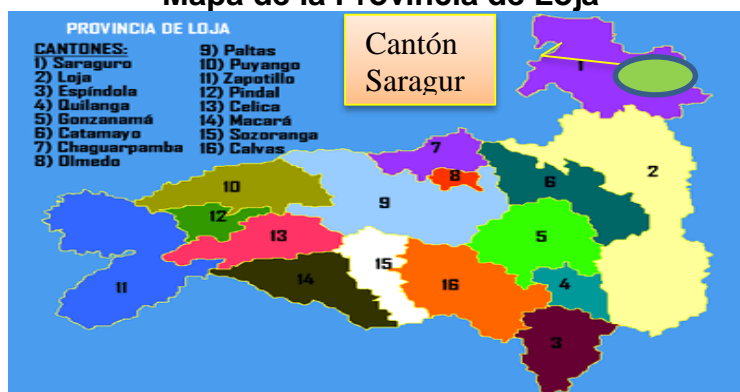 Mapa de la Provincia de Loja
PROVINCIA DE LOJA
CANTONES:
1) Saraguro
2) Loja
3) Espíndola
4) Quilanga
5) Gonzanamá
6) Catamayo
7) Chaguarpamba
8) Olmedo
9) Paltas
10) Puyango
11) Zapotillo
12) Pindal
13) Celica
14) Macará
15) Sozoranga
16) Calvas
Cantón
Saragur
1
7
2
8
6
10
9
12
13
5
15
11
14
16
4
3